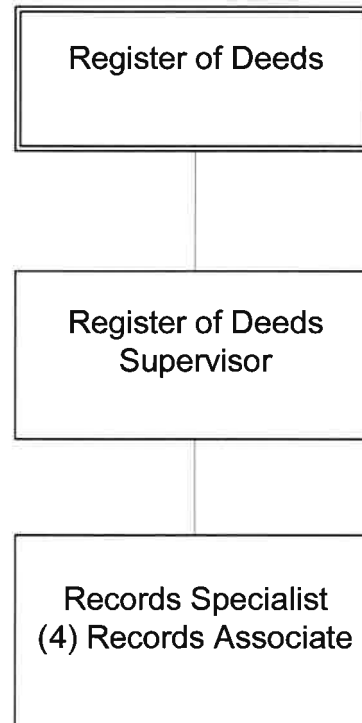 Register of Deeds
Register of Deeds
Supervisor
Records Specialist
(4) Records Associate